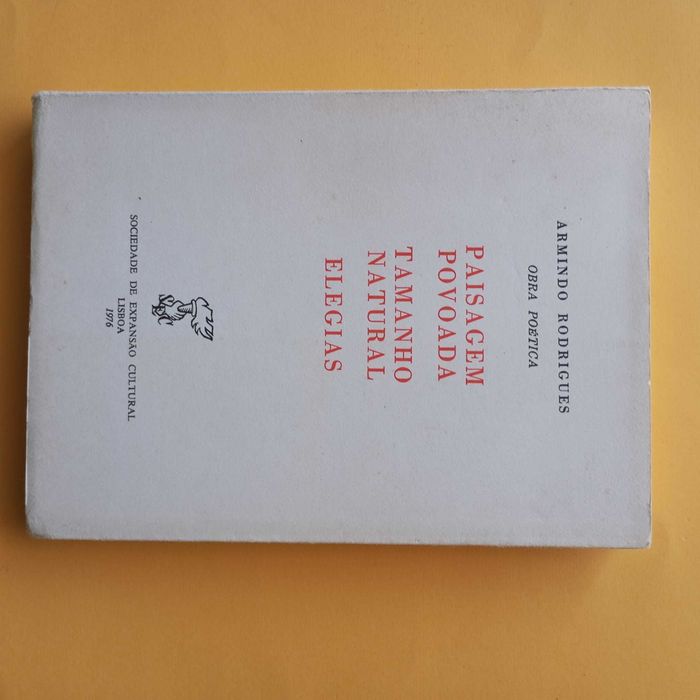 ARMINDO RODRIGUES
OBRA POÉTICA
PAISAGEM
POVOADA
TAMANHO
NATURAL
ELEGIAS
SOCIEDADE DE EXPANSÃO CULTURAL
LISBOA
1976